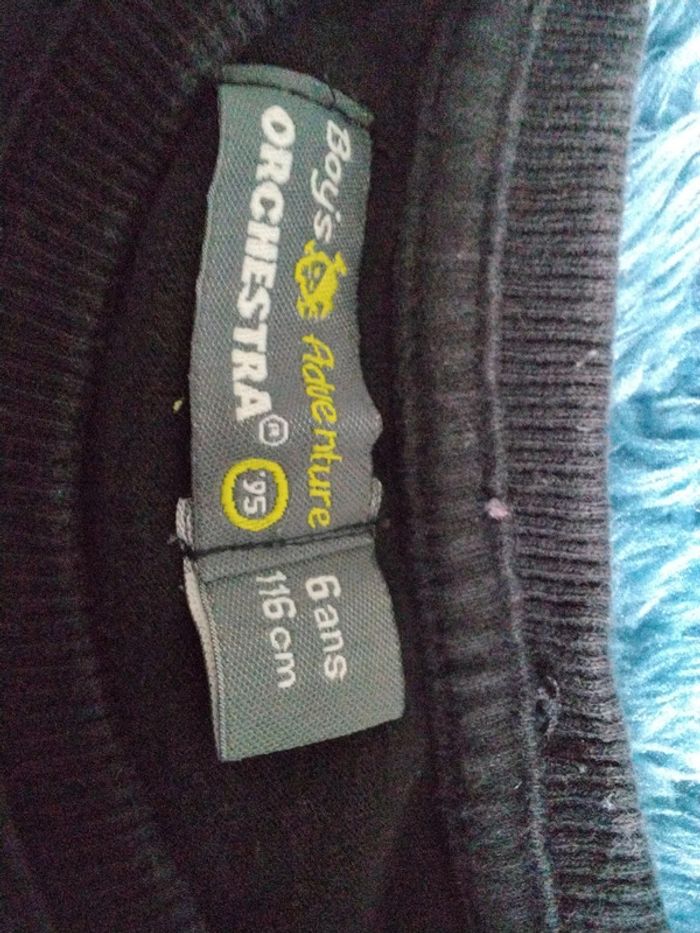 Boy's Adventure
ORCHESTRA ®
'95
6 ans
116 cm